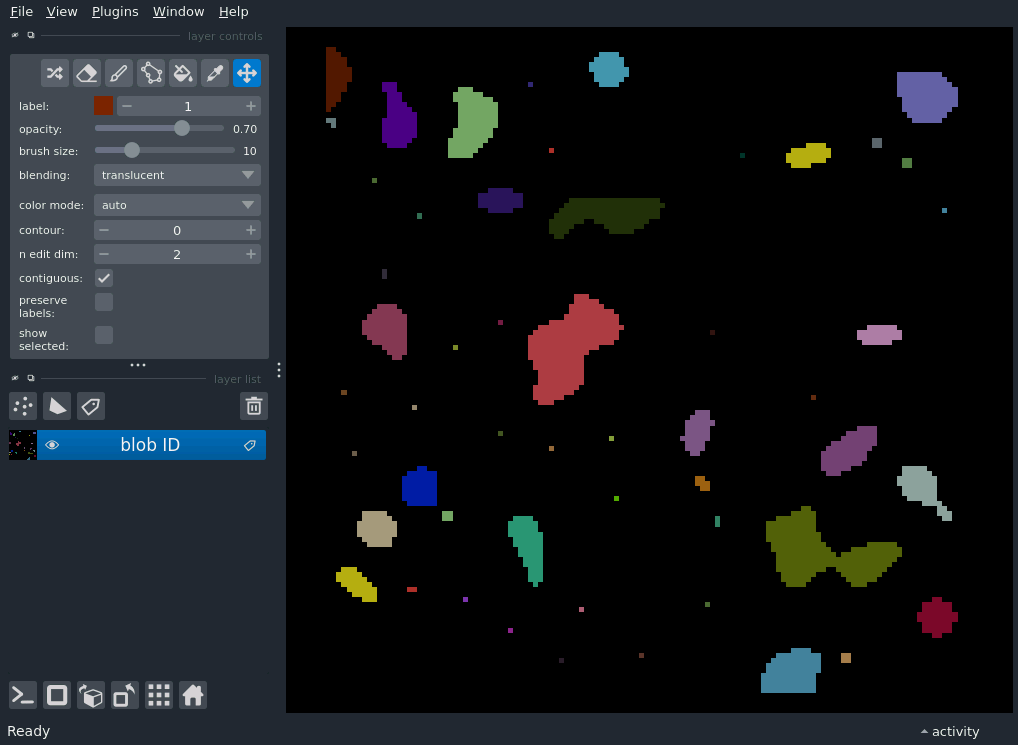 File View Plugins Window Help
layer controls
label: 1
opacity: 0.70
brush size: 10
blending: translucent
color mode: auto
contour: 0
n edit dim: 2
contiguous:
preserve
labels:
show
selected:
layer list
blob ID
Ready
activity